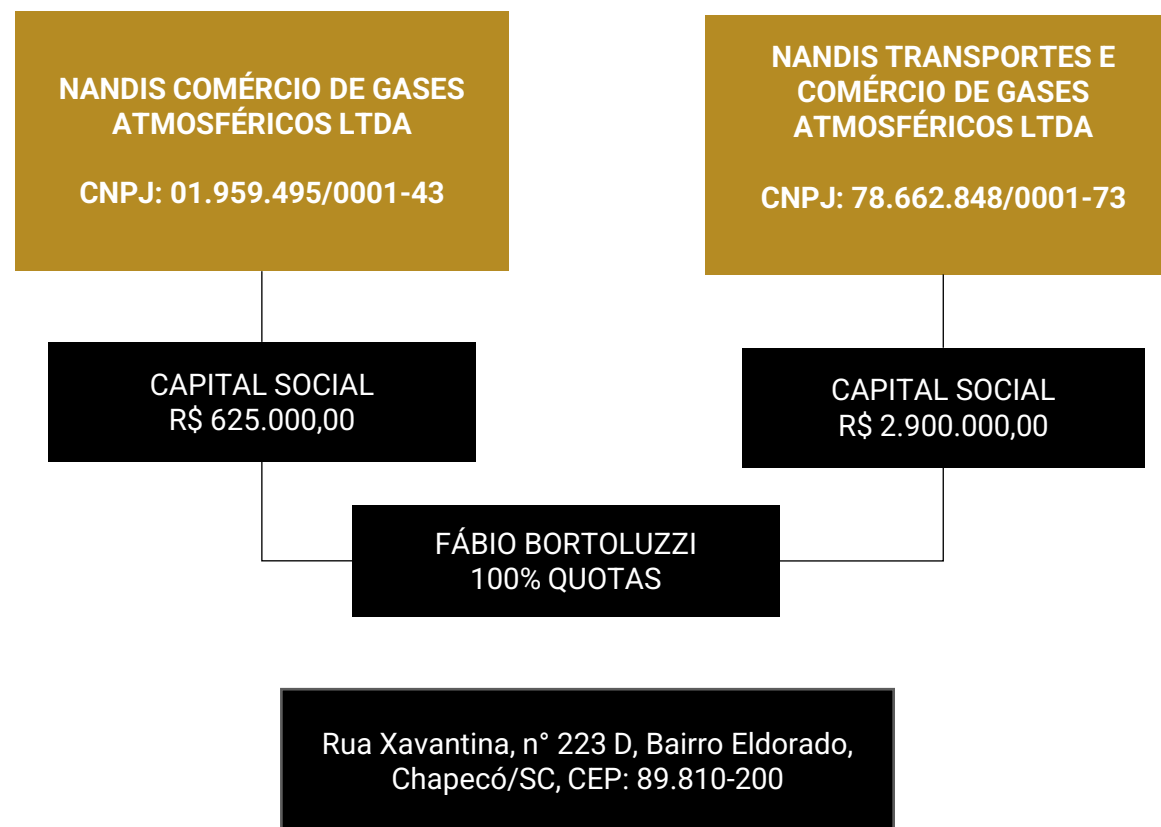 NANDIS COMÉRCIO DE GASES
ATMOSFÉRICOS LTDA
CNPJ: 01.959.495/0001-43
NANDIS TRANSPORTES E
COMÉRCIO DE GASES
ATMOSFÉRICOS LTDA
CNPJ: 78.662.848/0001-73
CAPITAL SOCIAL
R$ 625.000,00
CAPITAL SOCIAL
R$ 2.900.000,00
FÁBIO BORTOLUZZI
100% QUOTAS
Rua Xavantina, n° 223 D, Bairro Eldorado,
Chapecó/SC, CEP: 89.810-200